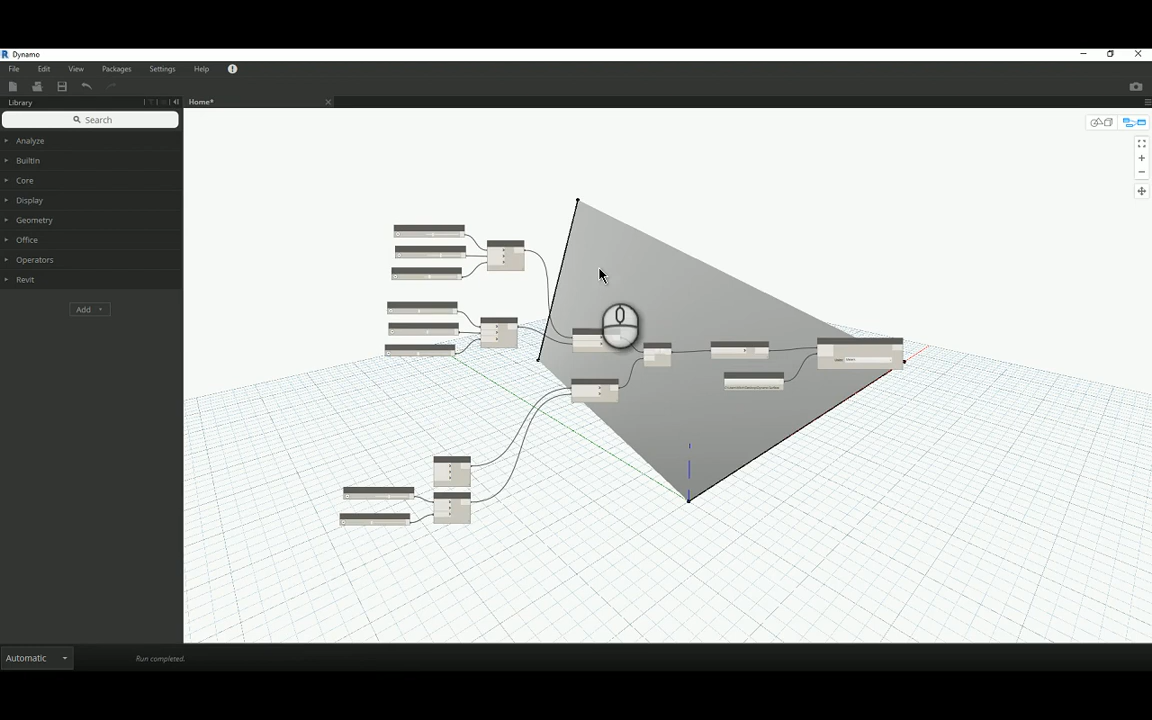 Dynamo
File Edit View Packages Settings Help
Library
Home*
Search
Analyze
BuiltIn
Core
Display
Geometry
Office
Operators
Revit
Add
Automatic
Run completed.